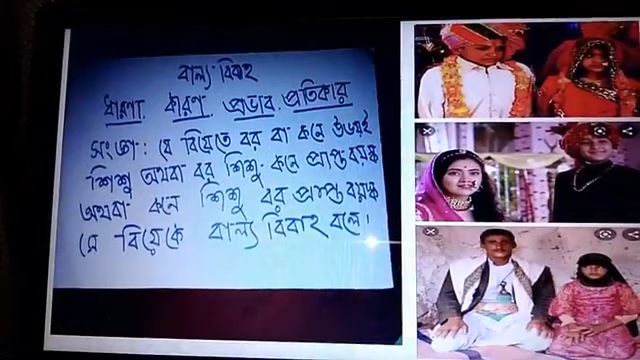 বাল্য বিবাহ
ধারণা, কারণ, প্রভাব, প্রতিকার
সংজ্ঞা: যে বিয়েতে বর বা কনে উভয়ই
শিশু অথবা বর শিশু কনে প্রাপ্ত বয়স্ক
অথবা কনে শিশু বর প্রাপ্ত বয়স্ক
সে বিয়েকে বাল্য বিবাহ বলে।